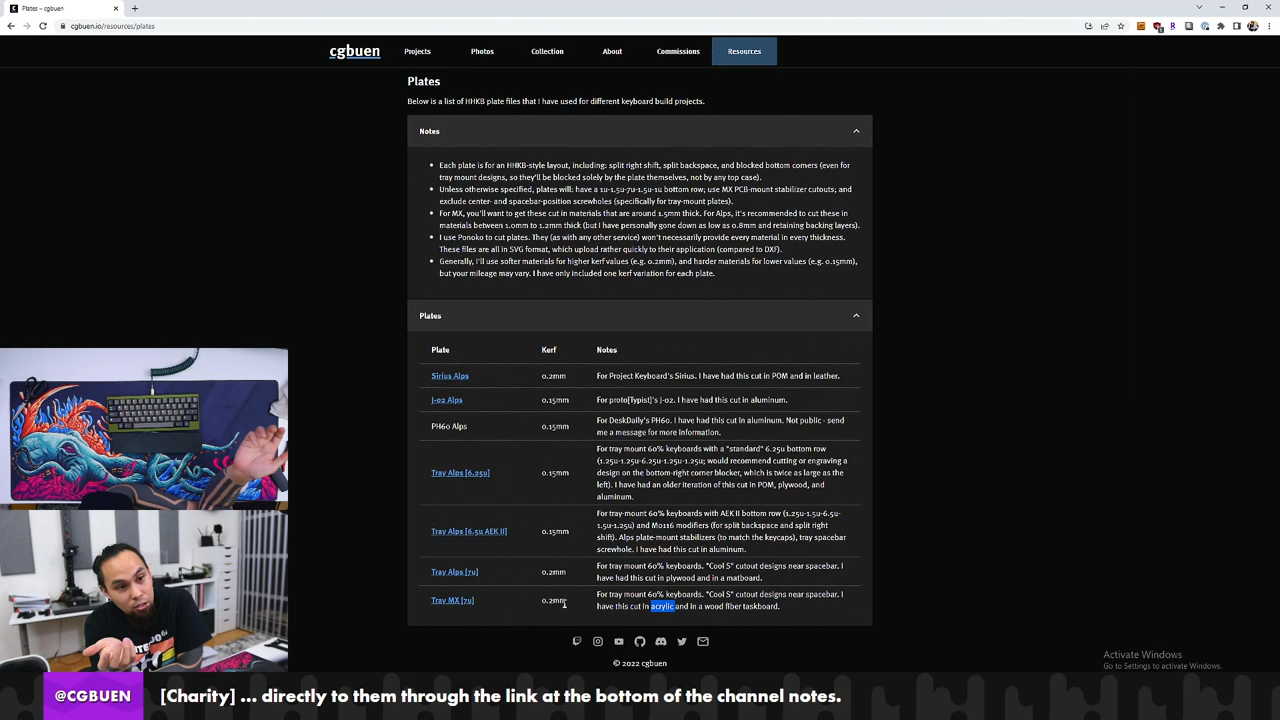 Plates – cgbuen
cgbuen.io/resources/plates
cgbuen
Projects
Photos
Collection
About
Commissions
Resources
Plates
Below is a list of HHKB plate files that I have used for different keyboard build projects.
Notes
• Each plate is for an HHKB-style layout, including: split right shift, split backspace, and blocked bottom corners (even for
tray mount designs, so they'll be blocked solely by the plate themselves, not by any top case).
• Unless otherwise specified, plates will: have a 1u-1.5u-7u-1.5u-1u bottom row; use MX PCB-mount stabilizer cutouts; and
exclude center- and spacebar-position screwholes (specifically for tray-mount plates).
• For MX, you'll want to get these cut in materials that are around 1.5mm thick. For Alps, it's recommended to cut these in
materials between 1.0mm to 1.2mm thick (but I have personally gone down as low as 0.8mm and retaining backing layers).
• I use Ponoko to cut plates. They (as with any other service) won't necessarily provide every material in every thickness.
These files are all in SVG format, which upload rather quickly to their application (compared to DXF).
• Generally, I'll use softer materials for higher kerf values (e.g. 0.2mm), and harder materials for lower values (e.g. 0.15mm),
but your mileage may vary. I have only included one kerf variation for each plate.
Plates
Plate Kerf Notes
Sirius Alps 0.2mm For Project Keyboard's Sirius. I have had this cut in POM and in leather.
J-02 Alps 0.15mm For proto[Typist]'s J-02. I have had this cut in aluminum.
PH60 Alps 0.15mm For DeskDaily's PH60. I have had this cut in aluminum. Not public - send
me a message for more information.
For tray mount 60% keyboards with a "standard" 6.25u bottom row
(1.25u-1.25u-6.25u-1.25u-1.25u; would recommend cutting or engraving a
Tray Alps [6.25u] 0.15mm design on the bottom-right corner blocker, which is twice as large as the
left). I have had an older iteration of this cut in POM, plywood, and
aluminum.
For tray-mount 60% keyboards with AEK II bottom row (1.25u-1.5u-6.5u-
1.5u-1.25u) and M0116 modifiers (for split backspace and split right
Tray Alps [6.5u AEK II] 0.15mm shift). Alps plate-mount stabilizers (to match the keycaps), tray spacebar
screwhole. I have had this cut in aluminum.
Tray Alps [7u] 0.2mm For tray mount 60% keyboards. "Cool S" cutout designs near spacebar. I
have had this cut in plywood and in a matboard.
Tray MX [7u] 0.2mm For tray mount 60% keyboards. "Cool S" cutout designs near spacebar. I
have this cut in acrylic and in a wood fiber taskboard.
© 2022 cgbuen
Activate Windows
Go to Settings to activate Windows.
@CGBUEN
[Charity] ... directly to them through the link at the bottom of the channel notes.